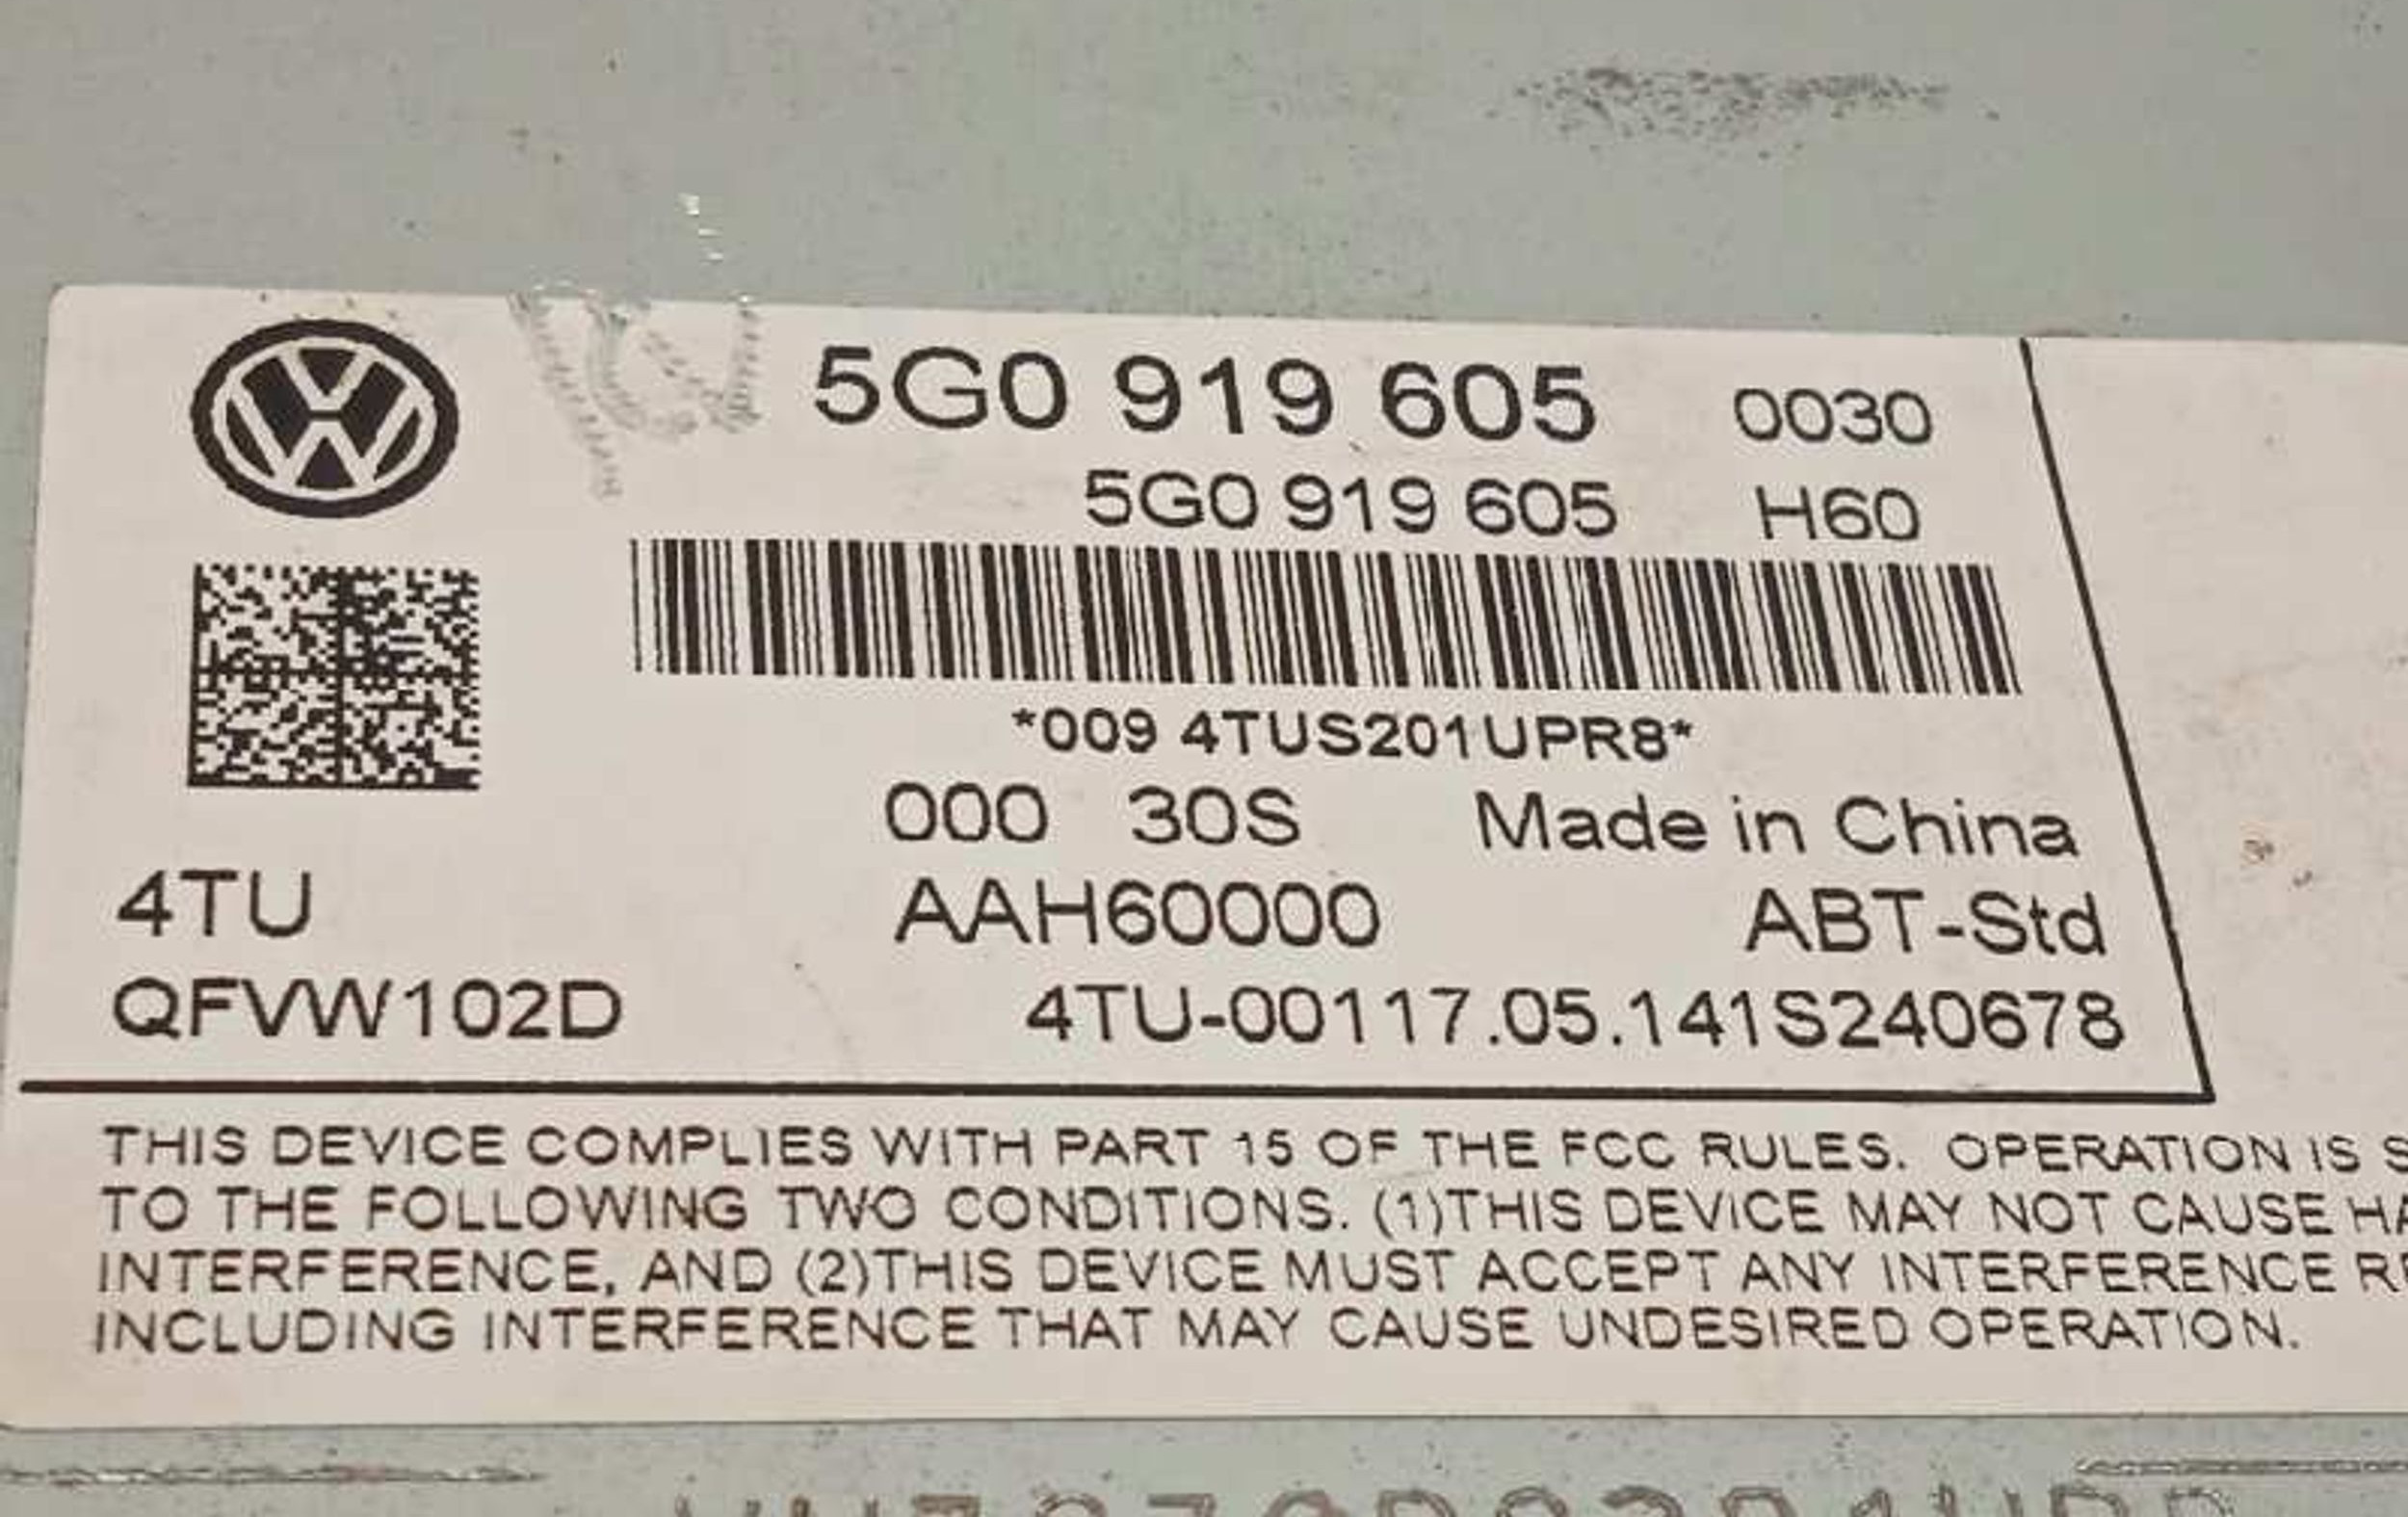 5G0 919 605 0030
5G0 919 605 H60
*009 4TUS201UPR8*
000 30S Made in China
4TU AAH60000 ABT-Std
QFVW102D 4TU-00117.05.141S240678
THIS DEVICE COMPLIES WITH PART 15 OF THE FCC RULES. OPERATION IS
TO THE FOLLOWING TWO CONDITIONS. (1)THIS DEVICE MAY NOT CAUSE
INTERFERENCE, AND (2)THIS DEVICE MUST ACCEPT ANY INTERFERENCE
INCLUDING INTERFERENCE THAT MAY CAUSE UNDESIRED OPERATION.